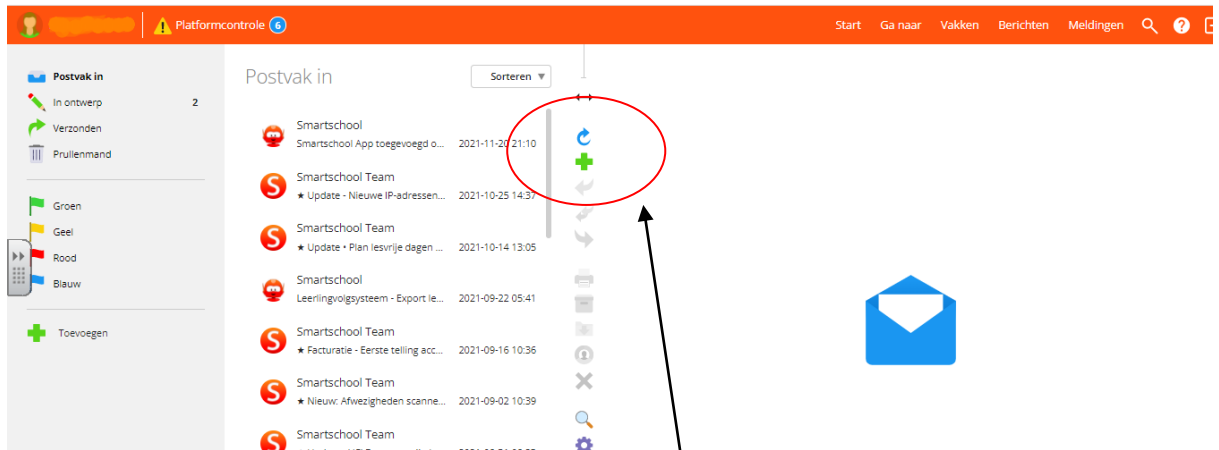 Platformcontrole 6
Start Ga naar Vakken Berichten Meldingen ?
Postvak in
In ontwerp 2
Verzonden
Prullenmand
Groen
Geel
Rood
Blauw
Toevoegen
Postvak in
Sorteren
Smartschool
Smartschool App toegevoegd o... 2021-11-20 21:10
Smartschool Team
★ Update - Nieuwe IP-adressen... 2021-10-25 14:37
Smartschool Team
★ Update • Plan lesvrije dagen ... 2021-10-14 13:05
Smartschool
Leerlingvolgsysteem - Export le... 2021-09-22 05:41
Smartschool Team
★ Facturatie - Eerste telling acc... 2021-09-16 10:36
Smartschool Team
★ Nieuw: Afwezigheden scanne... 2021-09-02 10:39
Smartschool Team